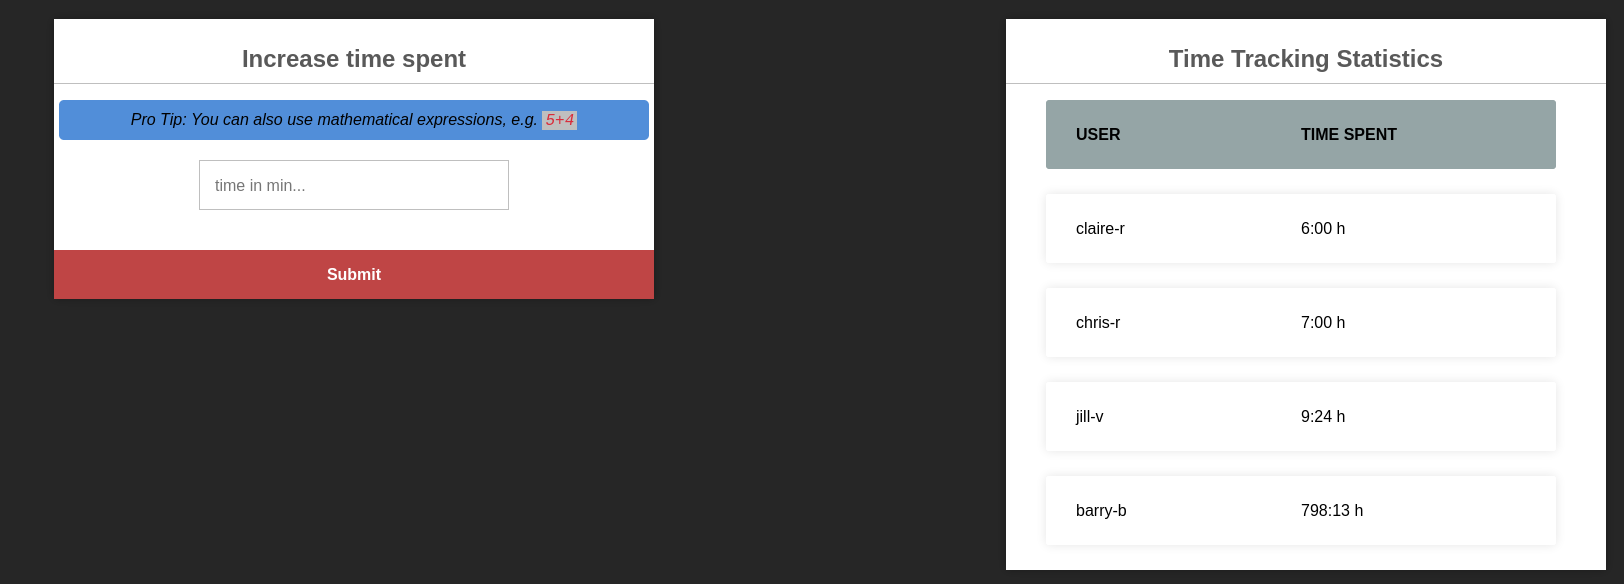 Increase time spent
Pro Tip: You can also use mathematical expressions, e.g. 5+4
time in min...
Submit
Time Tracking Statistics
USER TIME SPENT
claire-r 6:00 h
chris-r 7:00 h
jill-v 9:24 h
barry-b 798:13 h